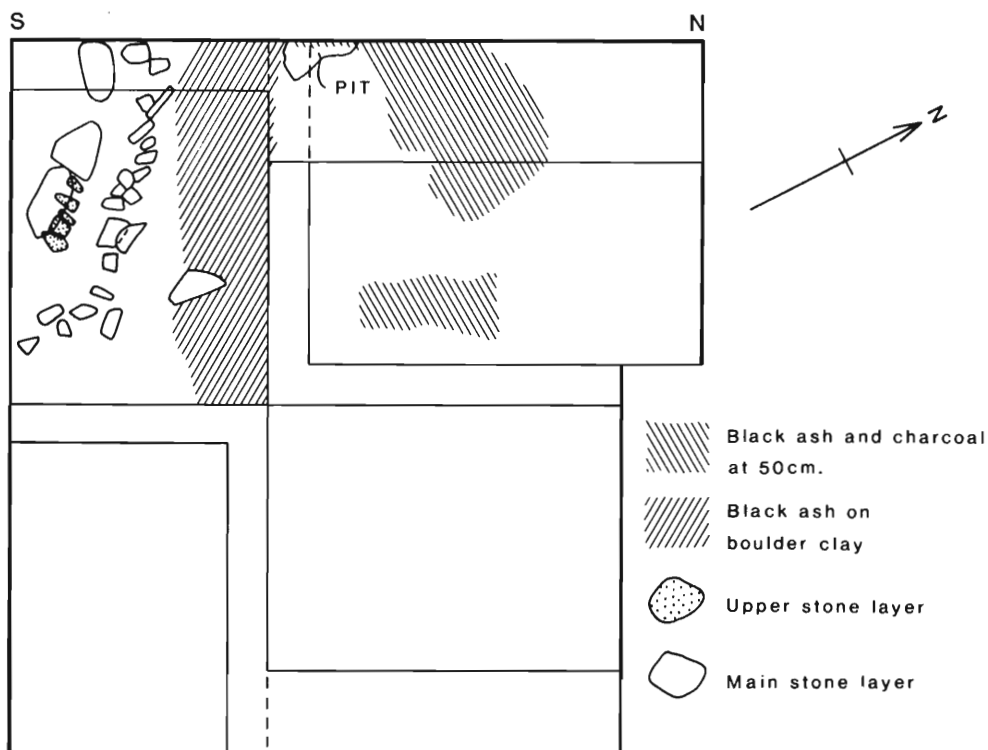 S
N
PIT
N
Black ash and charcoal
at 50cm.
Black ash on
boulder clay
Upper stone layer
Main stone layer